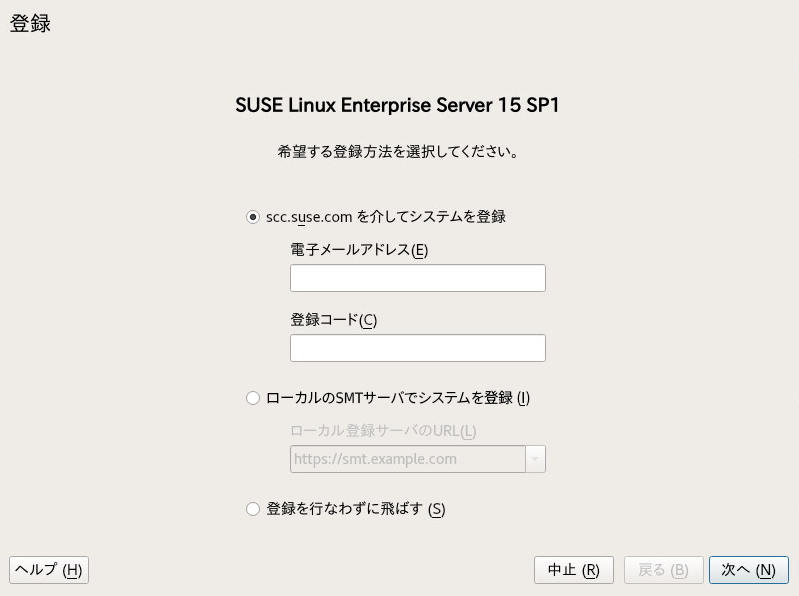 登録
SUSE Linux Enterprise Server 15 SP1
希望する登録方法を選択してください。
scc.suse.com を介してシステムを登録
電子メールアドレス(E)
登録コード(C)
ローカルのSMTサーバでシステムを登録 (I)
ローカル登録サーバのURL(L)
https://smt.example.com
登録を行なわずに飛ばす (S)
ヘルプ (H)
中止 (R)
戻る (B)
次へ (N)